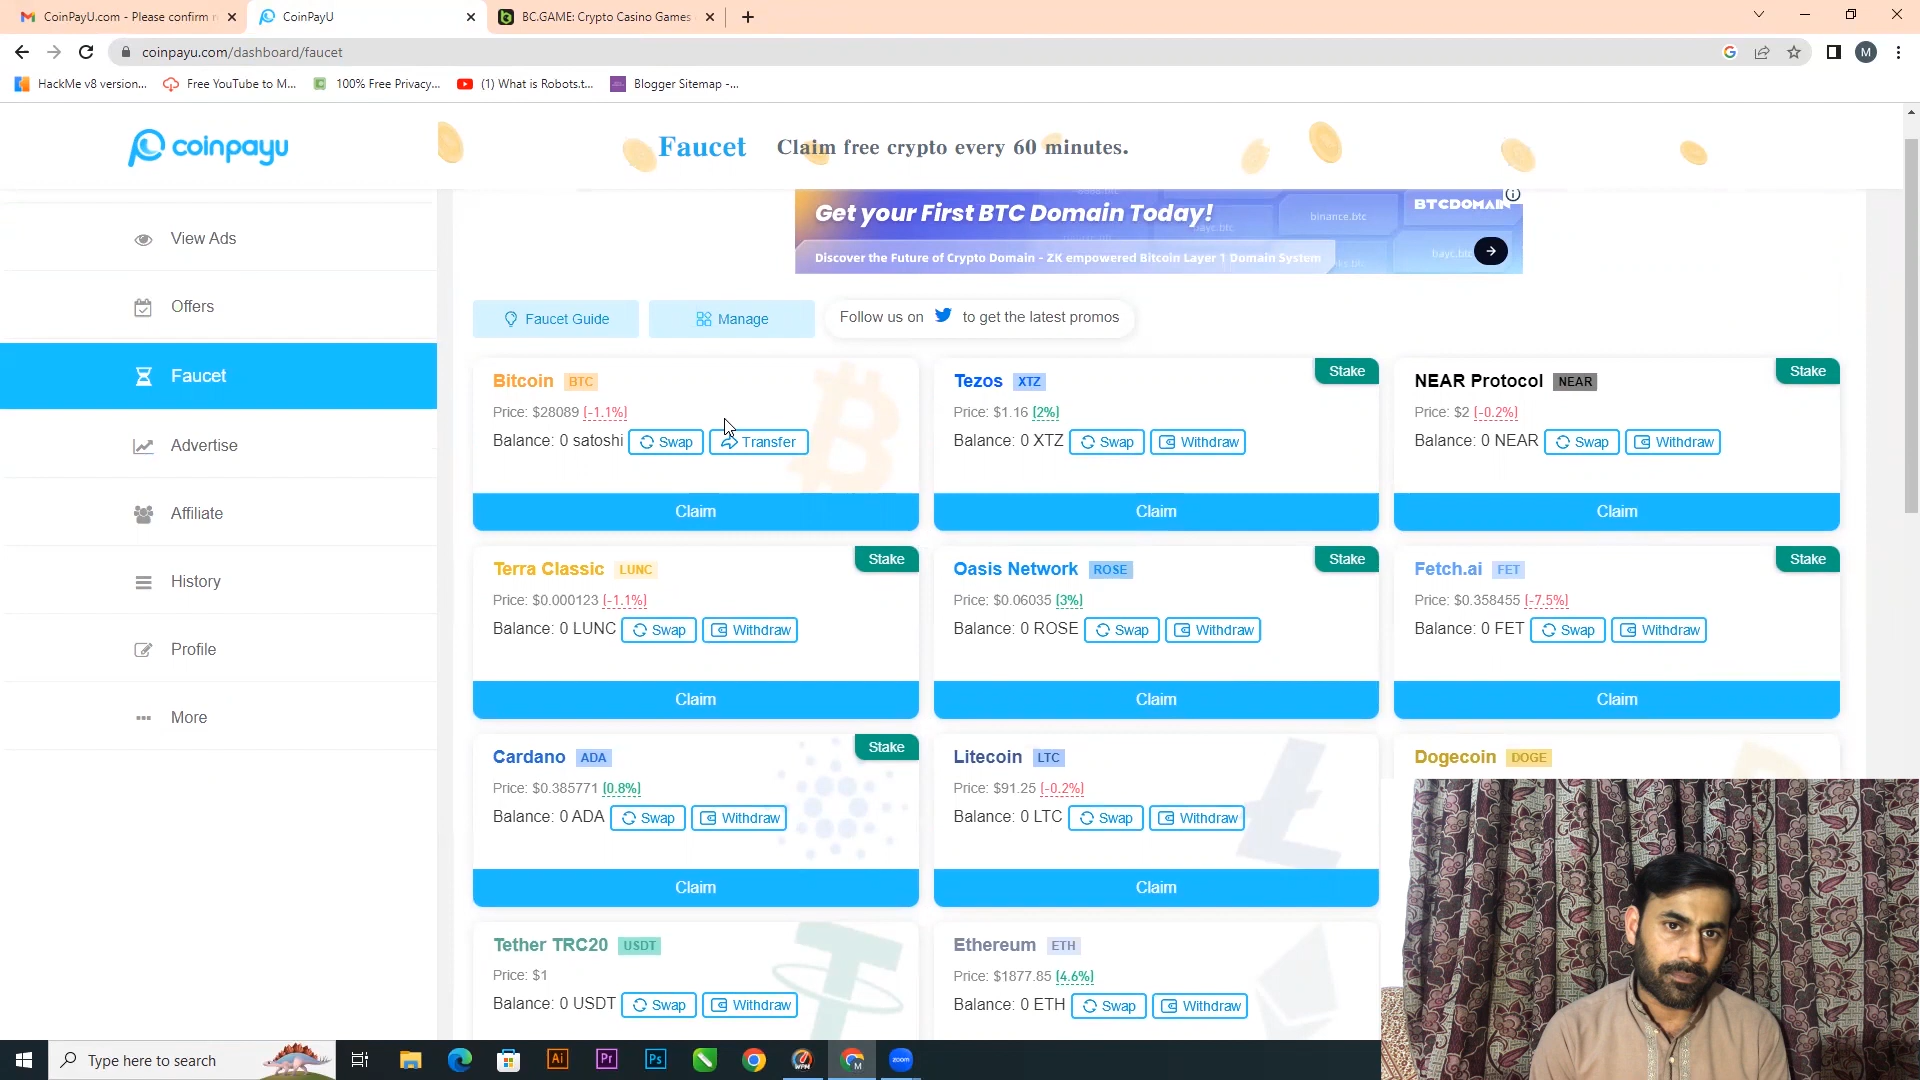 CoinPayU.com - Please confirm
CoinPayU
BC.GAME: Crypto Casino Games
coinpayu.com/dashboard/faucet
M
HackMe v8 version...
Free YouTube to M...
100% Free Privacy...
(1) What is Robots.t...
Blogger Sitemap -...
coinpayu
Faucet
Claim free crypto every 60 minutes.
View Ads
Offers
Faucet
Advertise
Affiliate
History
Profile
More
Get your First BTC Domain Today!
binance.btc
BTCDOMAIN
Discover the Future of Crypto Domain - ZK empowered Bitcoin Layer 1 Domain System
Faucet Guide
Manage
Follow us on to get the latest promos
Bitcoin BTC
Price: $28089 (-1.1%)
Balance: 0 satoshi Swap Transfer
Claim
Stake
Tezos XTZ
Price: $1.16 (2%)
Balance: 0 XTZ Swap Withdraw
Claim
Stake
NEAR Protocol NEAR
Price: $2 (-0.2%)
Balance: 0 NEAR Swap Withdraw
Claim
Stake
Terra Classic LUNC
Price: $0.000123 (-1.1%)
Balance: 0 LUNC Swap Withdraw
Claim
Stake
Oasis Network ROSE
Price: $0.06035 (3%)
Balance: 0 ROSE Swap Withdraw
Claim
Stake
Fetch.ai FET
Price: $0.358455 (-7.5%)
Balance: 0 FET Swap Withdraw
Claim
Stake
Cardano ADA
Price: $0.385771 (0.8%)
Balance: 0 ADA Swap Withdraw
Claim
Litecoin LTC
Price: $91.25 (-0.2%)
Balance: 0 LTC Swap Withdraw
Claim
Dogecoin DOGE
Tether TRC20 USDT
Price: $1
Balance: 0 USDT Swap Withdraw
Ethereum ETH
Price: $1877.85 (4.6%)
Balance: 0 ETH Swap Withdraw
Type here to search
Ai
Pr
Ps
WPM
M
zoom